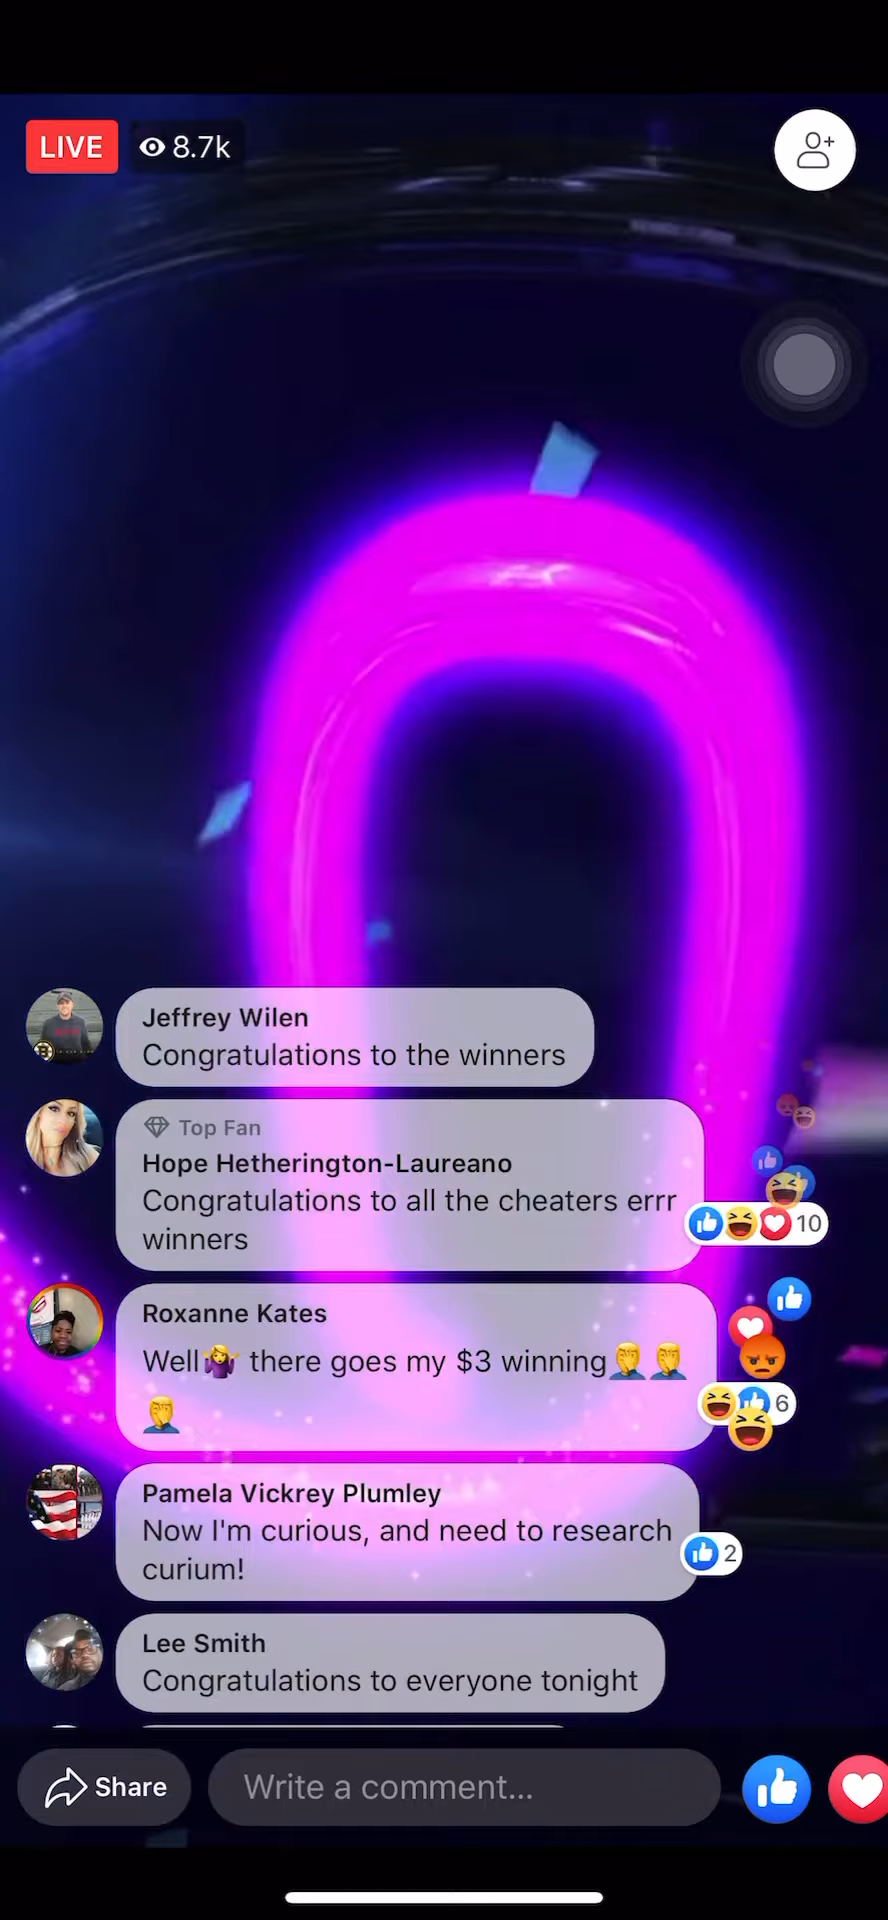 LIVE 8.7k
Jeffrey Wilen
Congratulations to the winners
Top Fan
Hope Hetherington-Laureano
Congratulations to all the cheaters errr
winners
10
Roxanne Kates
Well🤷‍♀️ there goes my $3 winning🤦🤦
🤦
6
Pamela Vickrey Plumley
Now I'm curious, and need to research
curium!
2
Lee Smith
Congratulations to everyone tonight
Share
Write a comment...